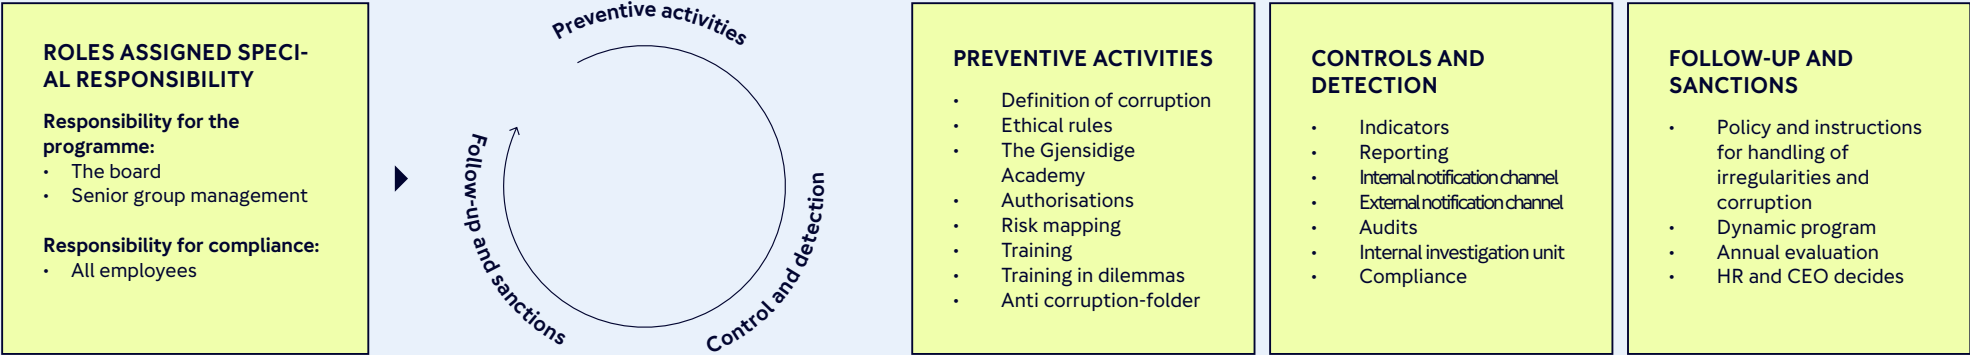 ROLES ASSIGNED SPECI-
AL RESPONSIBILITY
Responsibility for the
programme:
• The board
• Senior group management
Responsibility for compliance:
• All employees
Preventive activities
Control and detection
Follow-up and sanctions
PREVENTIVE ACTIVITIES
• Definition of corruption
• Ethical rules
• The Gjensidige
Academy
• Authorisations
• Risk mapping
• Training
• Training in dilemmas
• Anti corruption-folder
CONTROLS AND
DETECTION
• Indicators
• Reporting
• Internal notification channel
• External notification channel
• Audits
• Internal investigation unit
• Compliance
FOLLOW-UP AND
SANCTIONS
• Policy and instructions
for handling of
irregularities and
corruption
• Dynamic program
• Annual evaluation
• HR and CEO decides